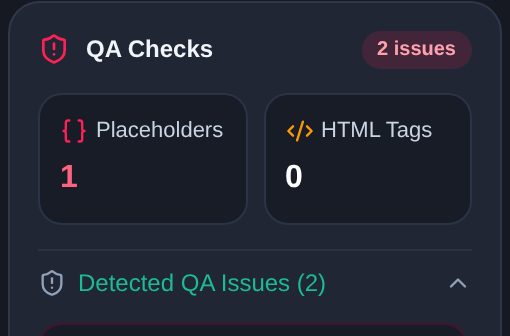 QA Checks
2 issues
Placeholders
1
HTML Tags
0
Detected QA Issues (2)